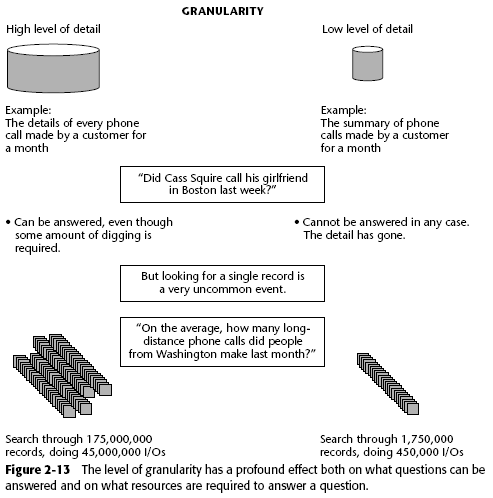 GRANULARITY
High level of detail
Low level of detail
Example:
The details of every phone
call made by a customer for
a month
Example:
The summary of phone
calls made by a customer
for a month
“Did Cass Squire call his girlfriend
in Boston last week?”
• Can be answered, even though
some amount of digging is
required.
• Cannot be answered in any case.
The detail has gone.
But looking for a single record is
a very uncommon event.
“On the average, how many long-
distance phone calls did people
from Washington make last month?”
Search through 175,000,000
records, doing 45,000,000 I/Os
Search through 1,750,000
records, doing 450,000 I/Os
Figure 2-13 The level of granularity has a profound effect both on what questions can be
answered and on what resources are required to answer a question.